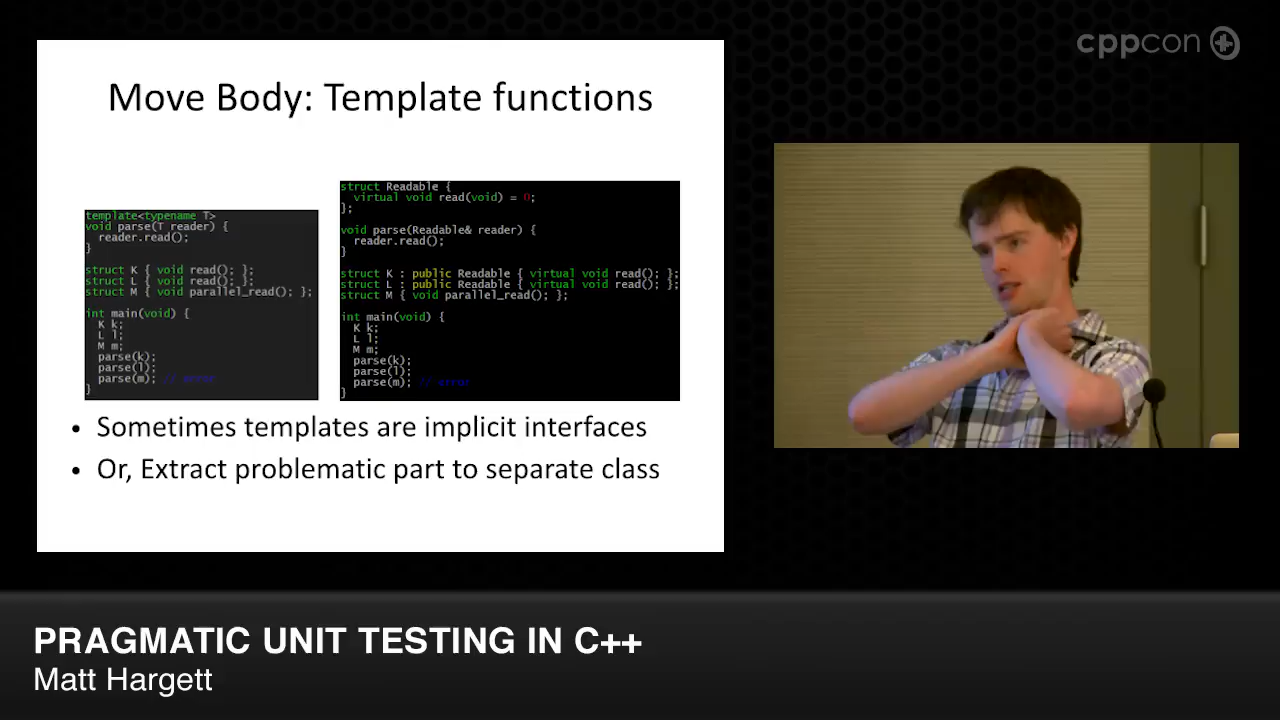 cppcon
Move Body: Template functions
template<typename T>
void parse(T reader) {
reader.read();
}
struct K { void read(); };
struct L { void read(); };
struct M { void parallel_read(); };
int main(void) {
K k;
L l;
M m;
parse(k);
parse(l);
parse(m); // error
}
struct Readable {
virtual void read(void) = 0;
};
void parse(Readable& reader) {
reader.read();
}
struct K : public Readable { virtual void read(); };
struct L : public Readable { virtual void read(); };
struct M { void parallel_read(); };
int main(void) {
K k;
L l;
M m;
parse(k);
parse(l);
parse(m); // error
}
• Sometimes templates are implicit interfaces
• Or, Extract problematic part to separate class
PRAGMATIC UNIT TESTING IN C++
Matt Hargett